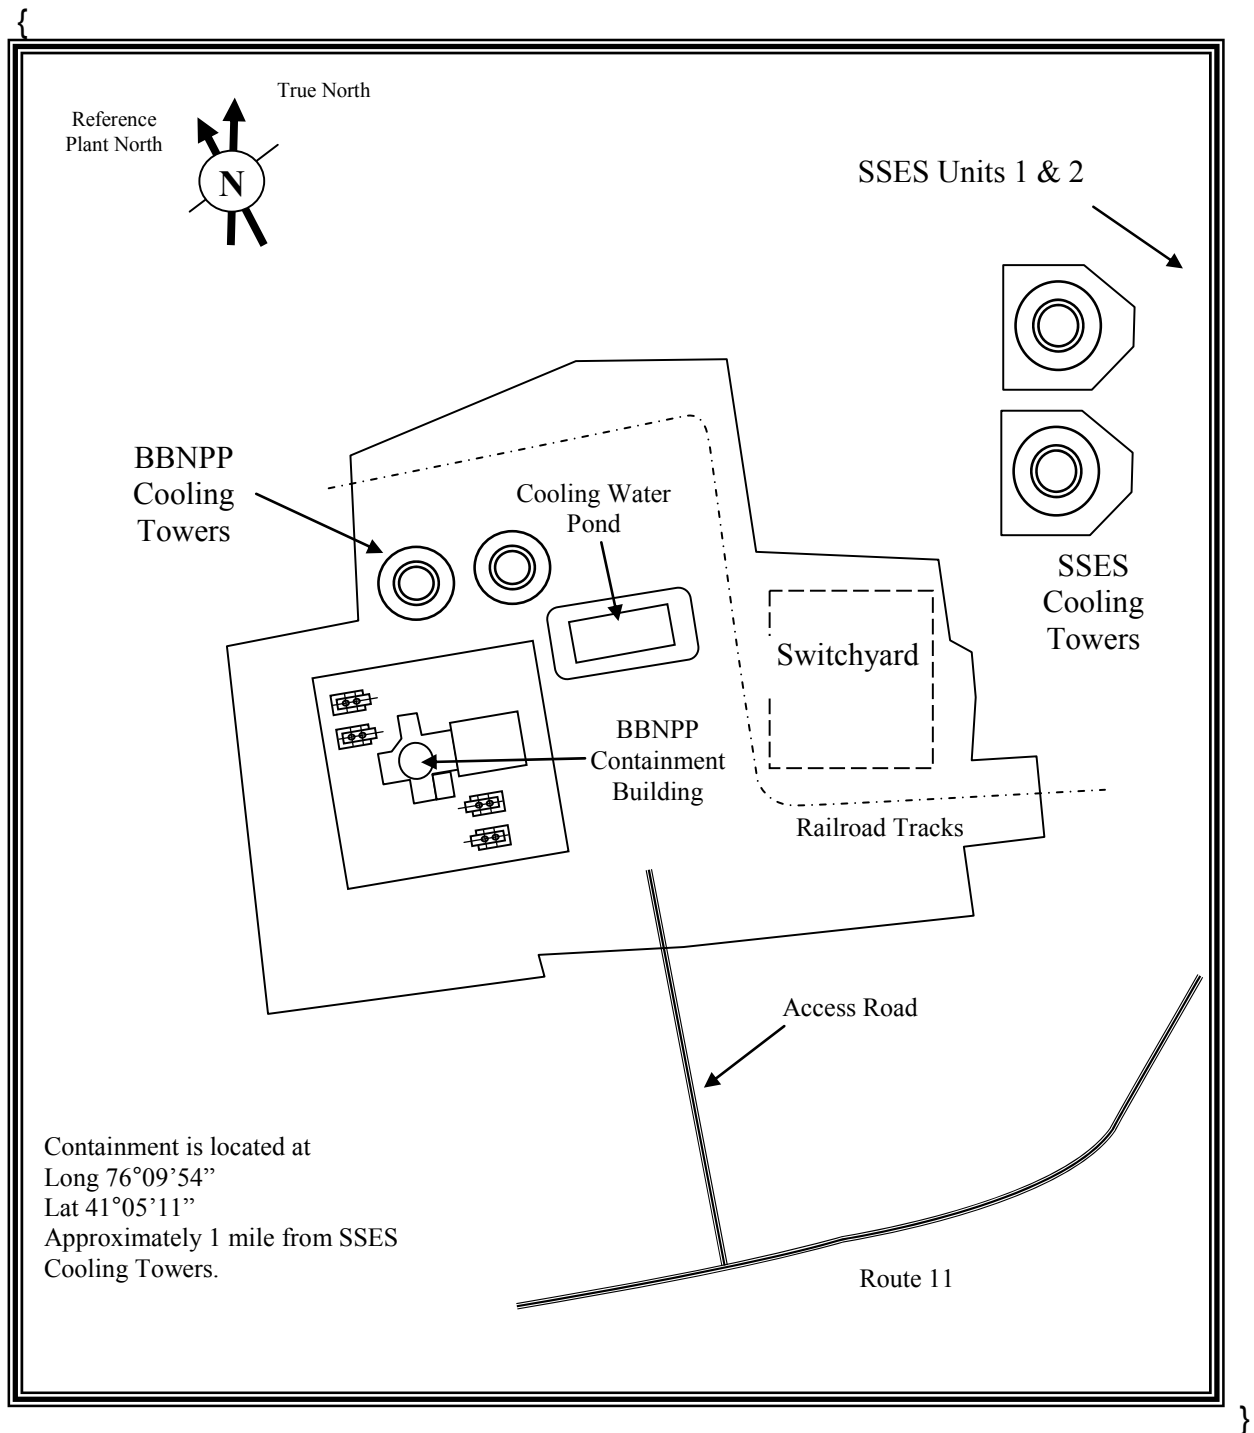 {
True North
Reference
Plant North
N
SSES Units 1 & 2
BBNPP
Cooling
Towers
Cooling Water
Pond
SSES
Cooling
Towers
Switchyard
BBNPP
Containment
Building
Railroad Tracks
Access Road
Containment is located at
Long 76°09’54”
Lat 41°05’11”
Approximately 1 mile from SSES
Cooling Towers.
Route 11
}